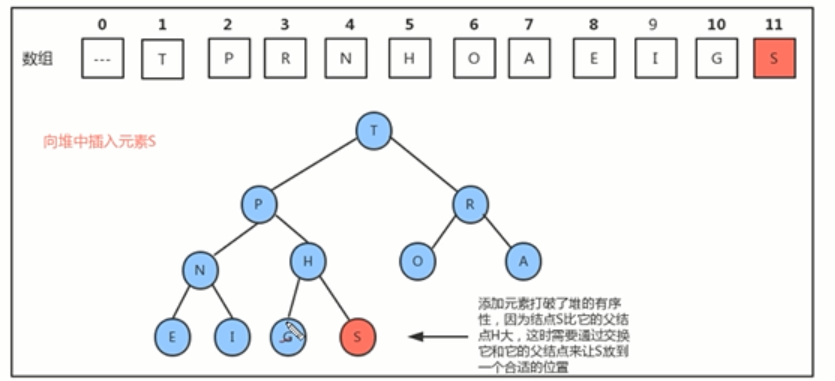 0 1 2 3 4 5 6 7 8 9 10 11
数组 --- T P R N H O A E I G S
向堆中插入元素S
T
P R
N H O A
E I G S
添加元素打破了堆的有序
性，因为结点S比它的父结
点H大，这时需要通过交换
它和它的父结点来让S放到
一个合适的位置